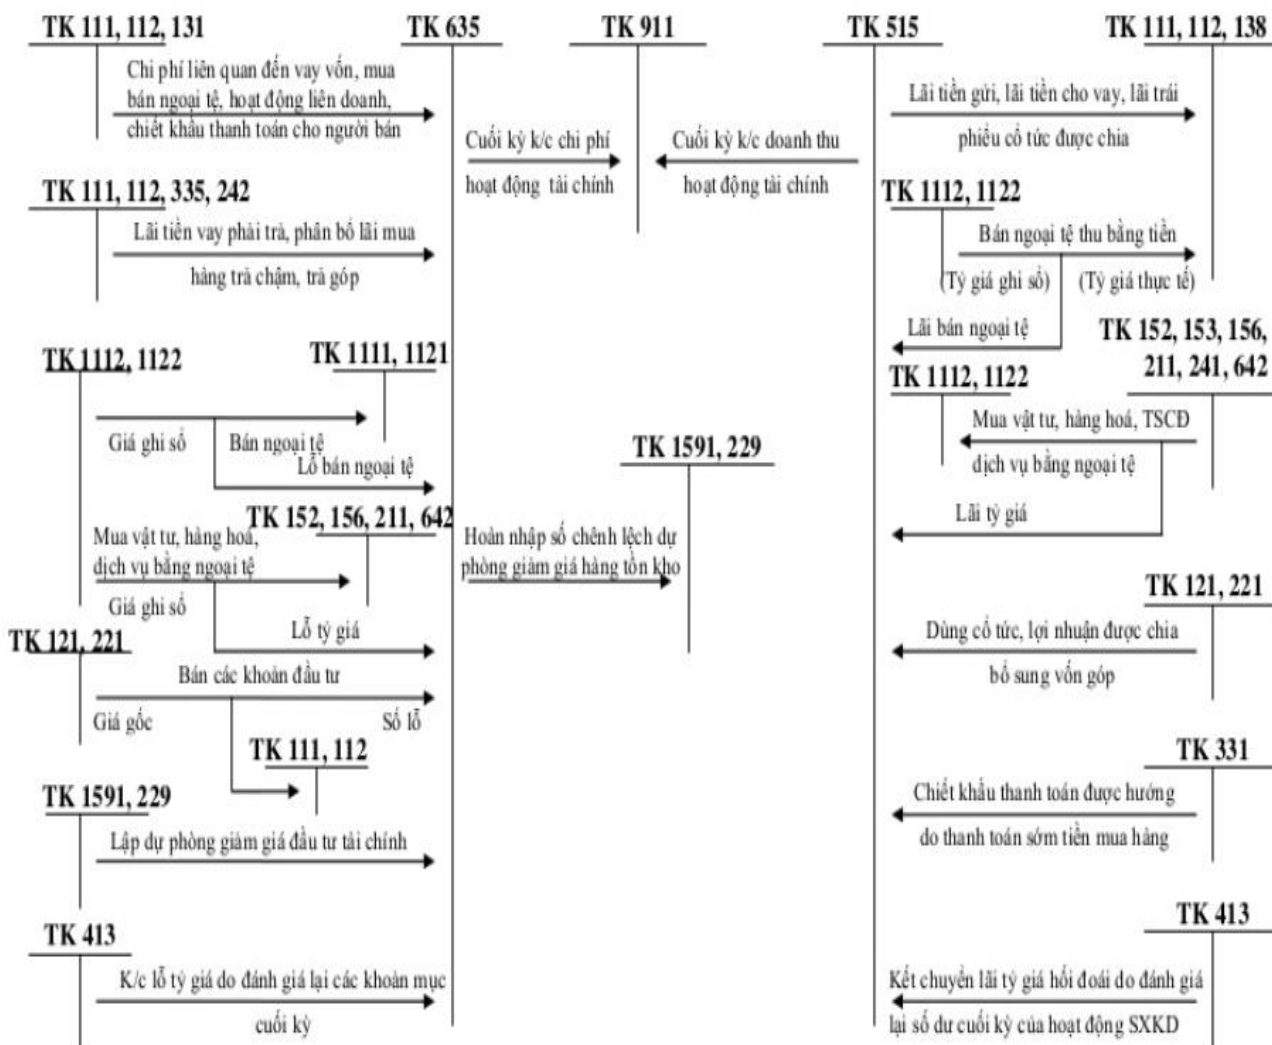 TK 111, 112, 131
TK 635
TK 911
TK 515
TK 111, 112, 138
Chi phí liên quan đến vay vốn, mua
bán ngoại tệ, hoạt động liên doanh,
chiết khấu thanh toán cho người bán
Cuối kỳ k/c chi phí
hoạt động tài chính
Cuối kỳ k/c doanh thu
hoạt động tài chính
Lãi tiền gửi, lãi tiền cho vay, lãi trái
phiếu cổ tức được chia
TK 111, 112, 335, 242
Lãi tiền vay phải trả, phân bổ lãi mua
hàng trả chậm, trả góp
TK 1112, 1122
Bán ngoại tệ thu bằng tiền
(Tỷ giá ghi sổ)
(Tỷ giá thực tế)
Lãi bán ngoại tệ
TK 1112, 1122
TK 1111, 1121
Giá ghi sổ
Bán ngoại tệ
Lỗ bán ngoại tệ
TK 152, 153, 156,
211, 241, 642
TK 1112, 1122
Mua vật tư, hàng hoá, TSCĐ
dịch vụ bằng ngoại tệ
Lãi tỷ giá
TK 1591, 229
Hoàn nhập số chênh lệch dự
phòng giảm giá hàng tồn kho
TK 152, 156, 211, 642
Mua vật tư, hàng hoá,
dịch vụ bằng ngoại tệ
Giá ghi sổ
Lỗ tỷ giá
TK 121, 221
Bán các khoản đầu tư
Giá gốc
Số lỗ
TK 111, 112
TK 121, 221
Dùng cổ tức, lợi nhuận được chia
bổ sung vốn góp
TK 1591, 229
Lập dự phòng giảm giá đầu tư tài chính
TK 331
Chiết khấu thanh toán được hưởng
do thanh toán sớm tiền mua hàng
TK 413
K/c lỗ tỷ giá do đánh giá lại các khoản mục
cuối kỳ
TK 413
Kết chuyển lãi tỷ giá hối đoái do đánh giá
lại số dư cuối kỳ của hoạt động SXKD